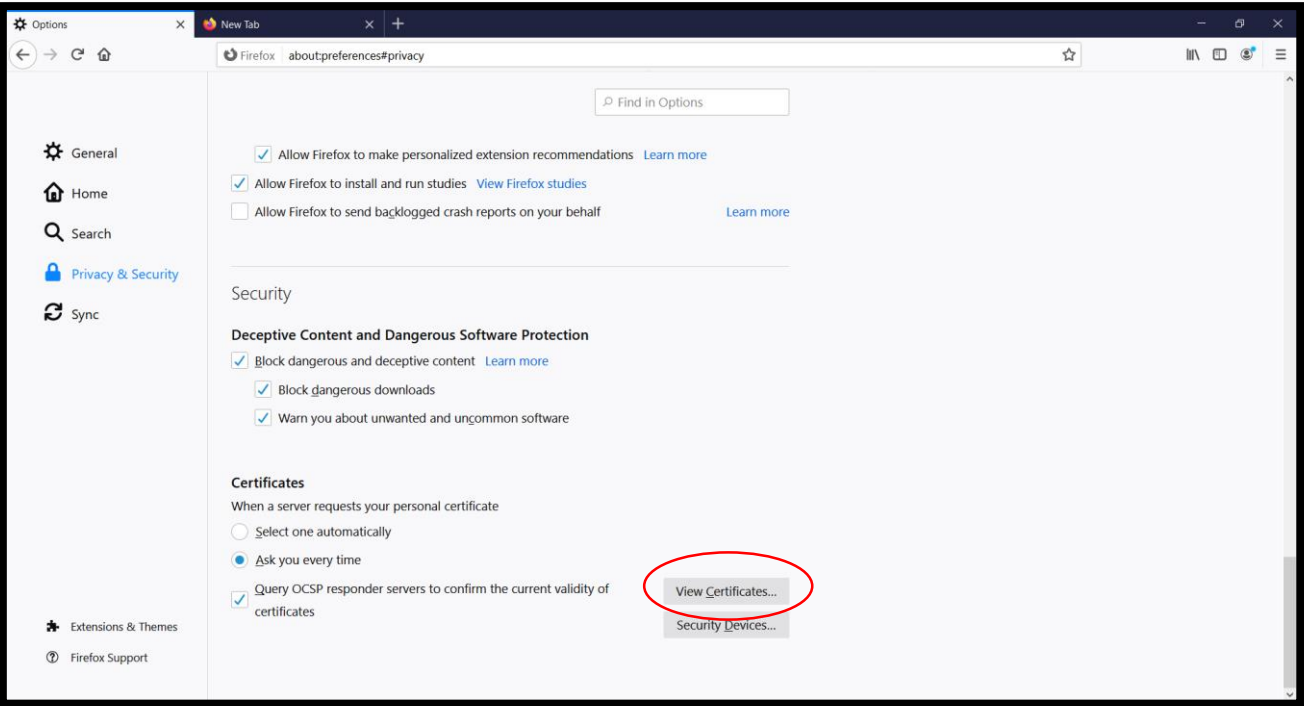 Options
New Tab
Firefox about:preferences#privacy
Find in Options
General
Home
Search
Privacy & Security
Sync
Extensions & Themes
Firefox Support
Allow Firefox to make personalized extension recommendations Learn more
Allow Firefox to install and run studies View Firefox studies
Allow Firefox to send backlogged crash reports on your behalf Learn more
Security
Deceptive Content and Dangerous Software Protection
Block dangerous and deceptive content Learn more
Block dangerous downloads
Warn you about unwanted and uncommon software
Certificates
When a server requests your personal certificate
Select one automatically
Ask you every time
Query OCSP responder servers to confirm the current validity of
certificates
View Certificates...
Security Devices...